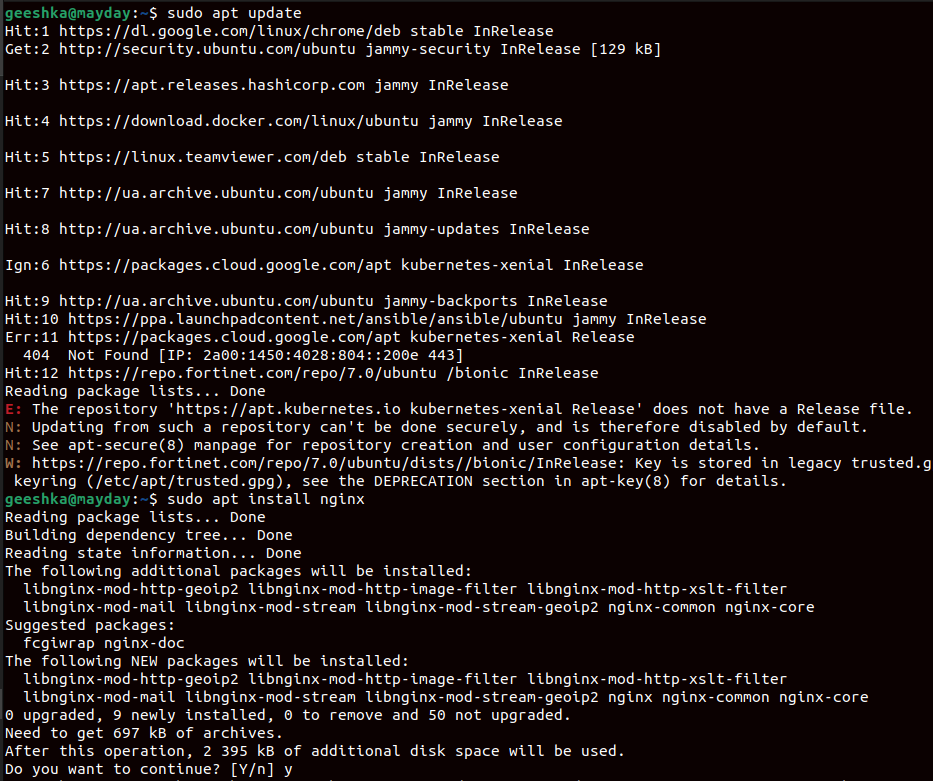 geeshka@mayday:~$ sudo apt update
Hit:1 https://dl.google.com/linux/chrome/deb stable InRelease
Get:2 http://security.ubuntu.com/ubuntu jammy-security InRelease [129 kB]
Hit:3 https://apt.releases.hashicorp.com jammy InRelease
Hit:4 https://download.docker.com/linux/ubuntu jammy InRelease
Hit:5 https://linux.teamviewer.com/deb stable InRelease
Hit:7 http://ua.archive.ubuntu.com/ubuntu jammy InRelease
Hit:8 http://ua.archive.ubuntu.com/ubuntu jammy-updates InRelease
Ign:6 https://packages.cloud.google.com/apt kubernetes-xenial InRelease
Hit:9 http://ua.archive.ubuntu.com/ubuntu jammy-backports InRelease
Hit:10 https://ppa.launchpadcontent.net/ansible/ansible/ubuntu jammy InRelease
Err:11 https://packages.cloud.google.com/apt kubernetes-xenial Release
  404  Not Found [IP: 2a00:1450:4028:804::200e 443]
Hit:12 https://repo.fortinet.com/repo/7.0/ubuntu /bionic InRelease
Reading package lists... Done
E: The repository 'https://apt.kubernetes.io kubernetes-xenial Release' does not have a Release file.
N: Updating from such a repository can't be done securely, and is therefore disabled by default.
N: See apt-secure(8) manpage for repository creation and user configuration details.
W: https://repo.fortinet.com/repo/7.0/ubuntu/dists//bionic/InRelease: Key is stored in legacy trusted.g
 keyring (/etc/apt/trusted.gpg), see the DEPRECATION section in apt-key(8) for details.
geeshka@mayday:~$ sudo apt install nginx
Reading package lists... Done
Building dependency tree... Done
Reading state information... Done
The following additional packages will be installed:
  libnginx-mod-http-geoip2 libnginx-mod-http-image-filter libnginx-mod-http-xslt-filter
  libnginx-mod-mail libnginx-mod-stream libnginx-mod-stream-geoip2 nginx-common nginx-core
Suggested packages:
  fcgiwrap nginx-doc
The following NEW packages will be installed:
  libnginx-mod-http-geoip2 libnginx-mod-http-image-filter libnginx-mod-http-xslt-filter
  libnginx-mod-mail libnginx-mod-stream libnginx-mod-stream-geoip2 nginx nginx-common nginx-core
0 upgraded, 9 newly installed, 0 to remove and 50 not upgraded.
Need to get 697 kB of archives.
After this operation, 2 395 kB of additional disk space will be used.
Do you want to continue? [Y/n] y